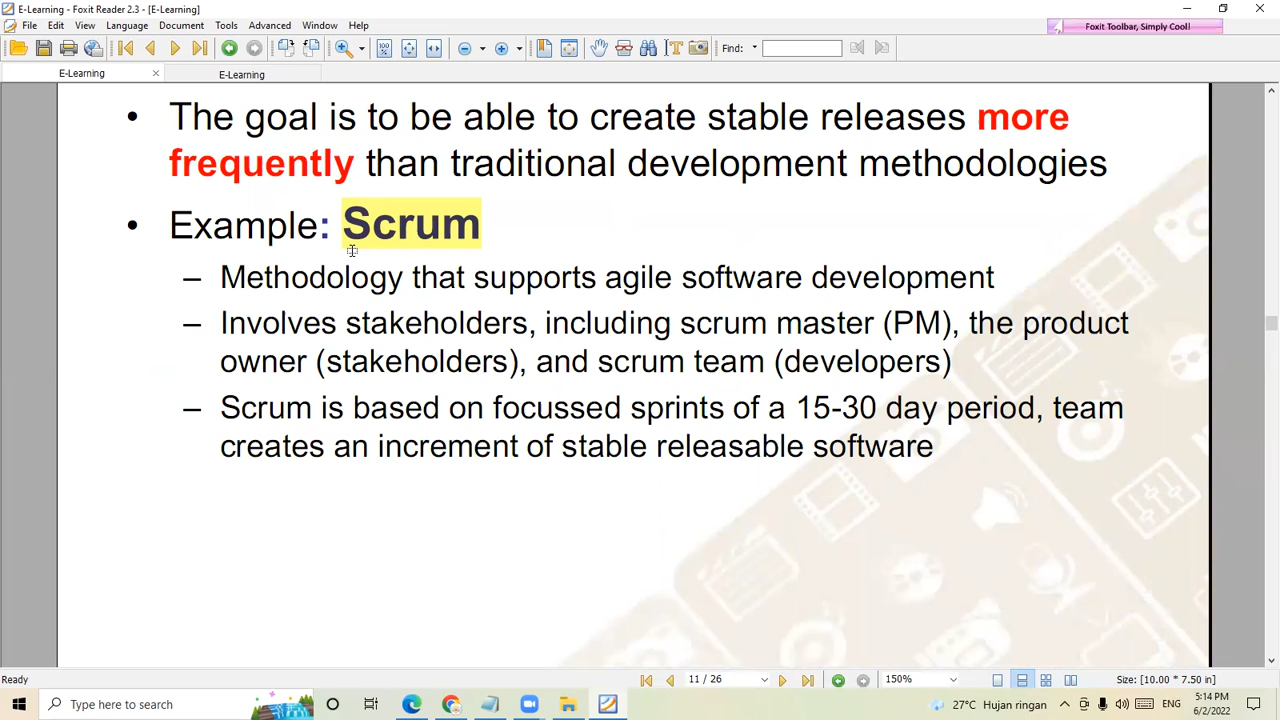 E-Learning - Foxit Reader 2.3 - [E-Learning]
File Edit View Language Document Tools Advanced Window Help
Foxit Toolbar, Simply Cool!
Find:
E-Learning
E-Learning
• The goal is to be able to create stable releases more
frequently than traditional development methodologies
• Example: Scrum
– Methodology that supports agile software development
– Involves stakeholders, including scrum master (PM), the product
owner (stakeholders), and scrum team (developers)
– Scrum is based on focussed sprints of a 15-30 day period, team
creates an increment of stable releasable software
Ready
11 / 26
150%
Size: [10.00 * 7.50 in]
Type here to search
27°C Hujan ringan
ENG
5:14 PM
6/2/2022